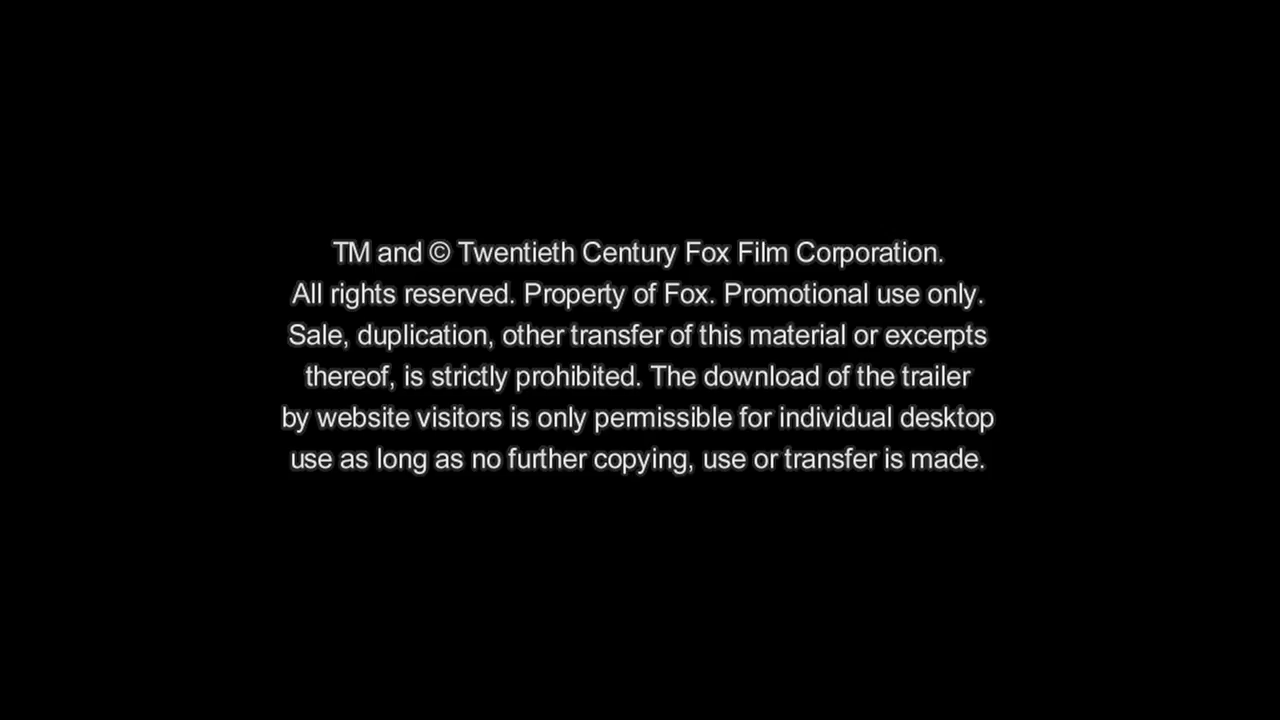 TM and © Twentieth Century Fox Film Corporation.
All rights reserved. Property of Fox. Promotional use only.
Sale, duplication, other transfer of this material or excerpts
thereof, is strictly prohibited. The download of the trailer
by website visitors is only permissible for individual desktop
use as long as no further copying, use or transfer is made.